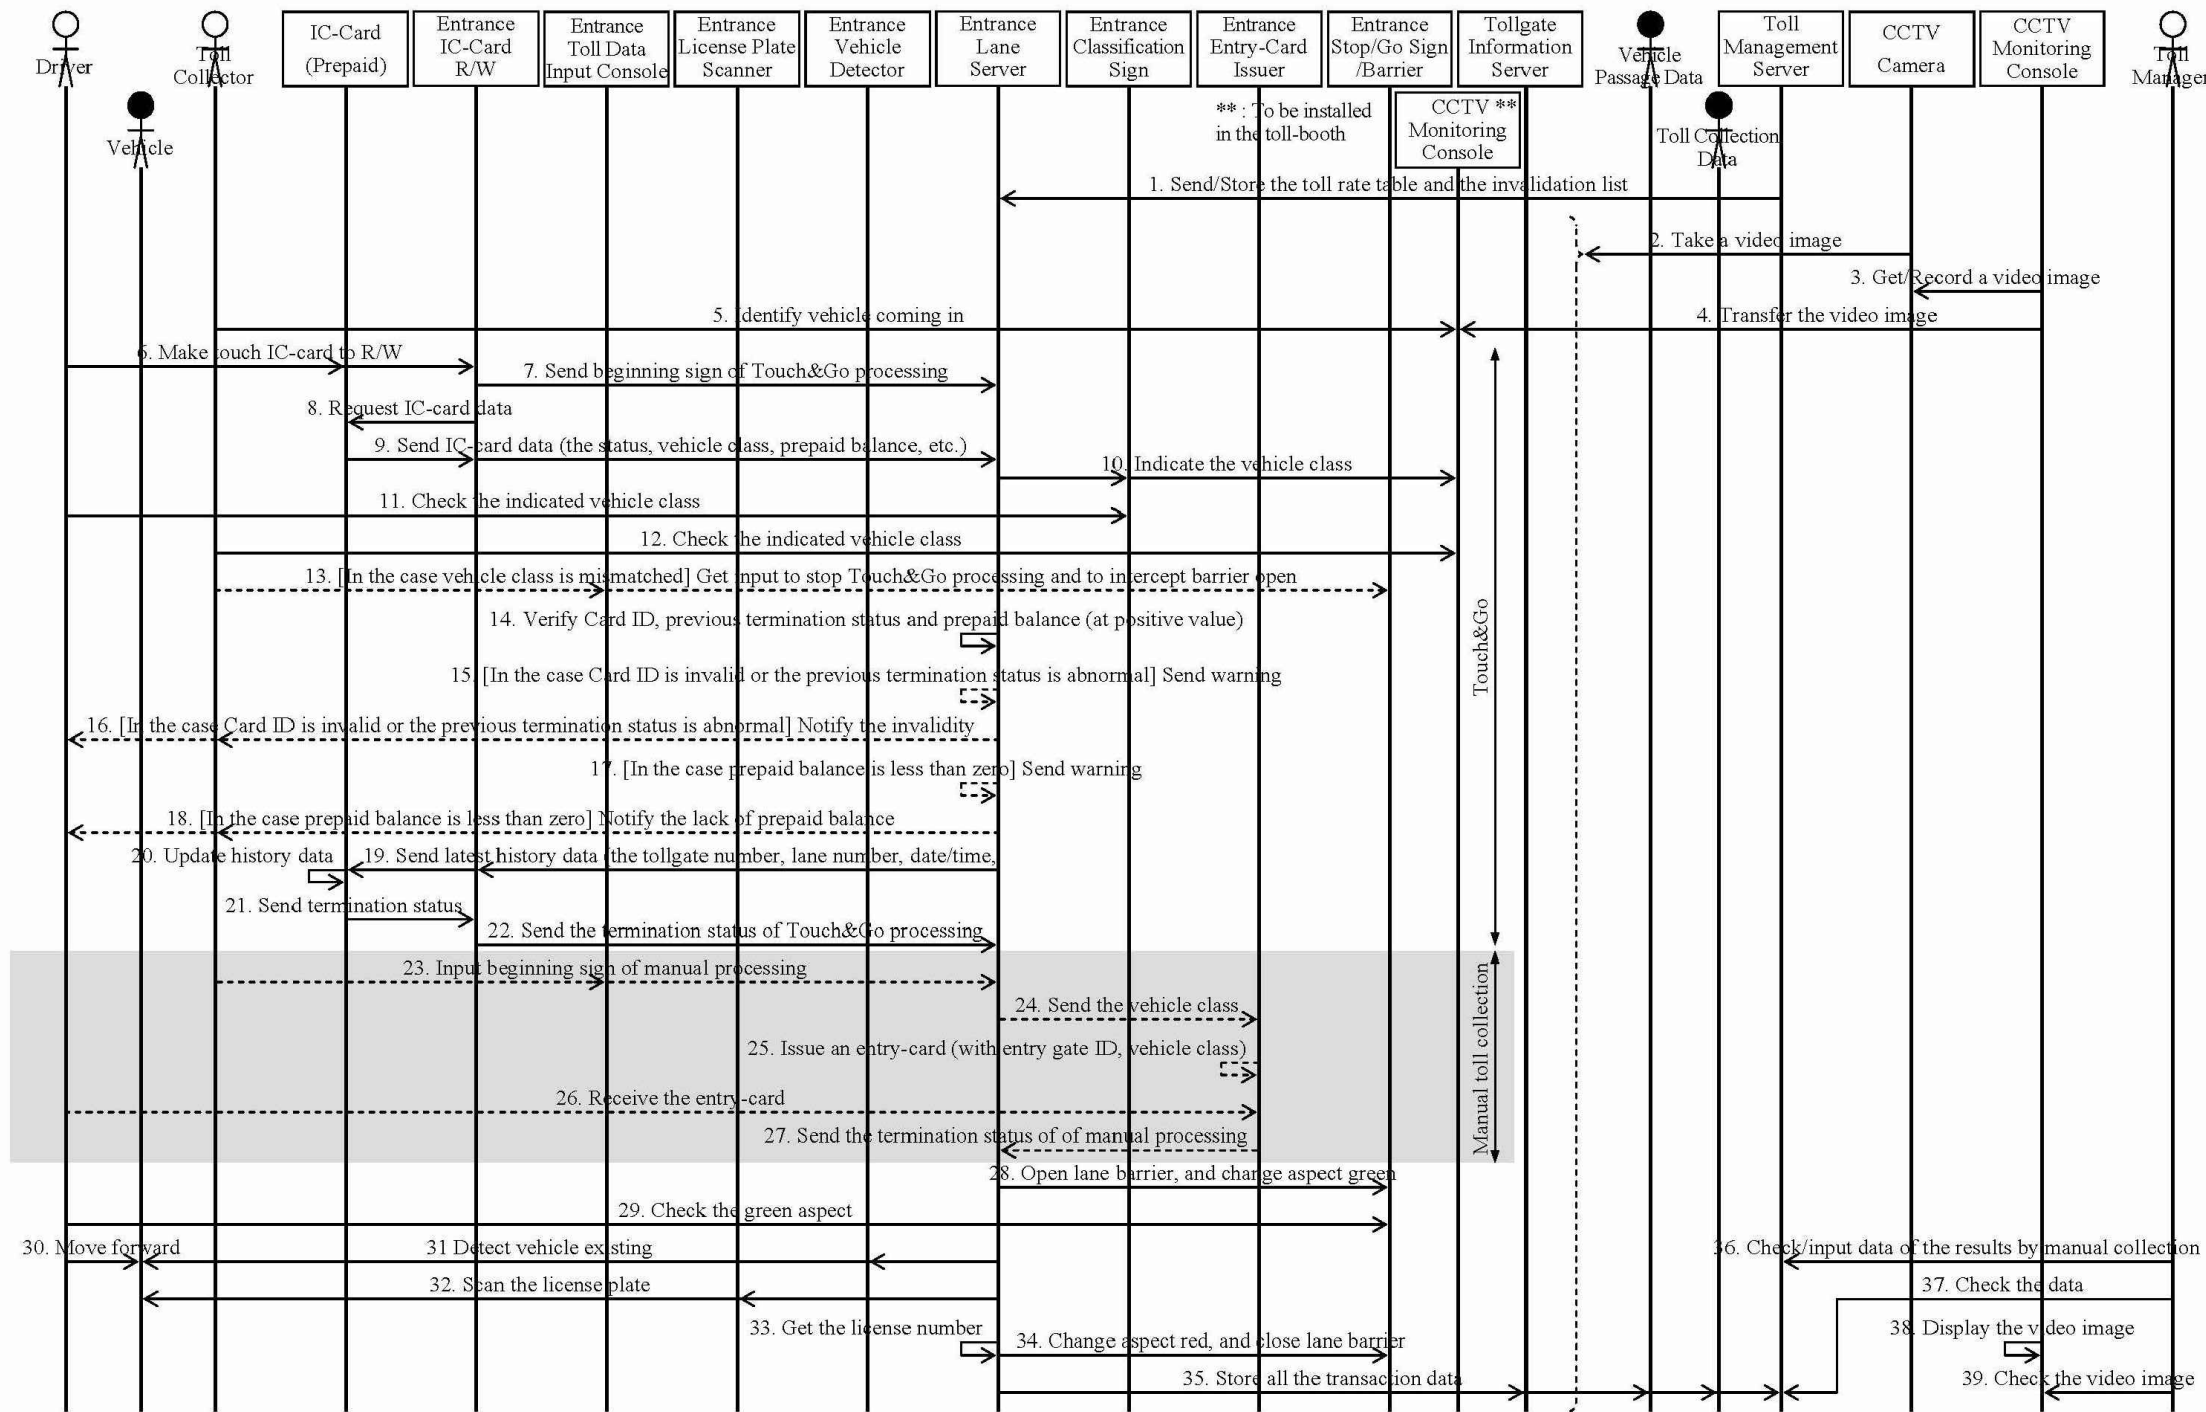 Driver
Toll
Collector
IC-Card
(Prepaid)
Entrance
IC-Card
R/W
Entrance
Toll Data
Input Console
Entrance
License Plate
Scanner
Entrance
Vehicle
Detector
Entrance
Lane
Server
Entrance
Classification
Sign
Entrance
Entry-Card
Issuer
Entrance
Stop/Go Sign
/Barrier
Tollgate
Information
Server
Vehicle
Passage Data
Toll
Management
Server
CCTV
Camera
CCTV
Monitoring
Console
Toll
Manager
Vehicle
** : To be installed
in the toll-booth
CCTV **
Monitoring
Console
Toll Collection
Data
1. Send/Store the toll rate table and the invalidation list
2. Take a video image
3. Get/Record a video image
5. Identify vehicle coming in
4. Transfer the video image
6. Make touch IC-card to R/W
7. Send beginning sign of Touch&Go processing
8. Request IC-card data
9. Send IC-card data (the status, vehicle class, prepaid balance, etc.)
10. Indicate the vehicle class
11. Check the indicated vehicle class
12. Check the indicated vehicle class
13. [In the case vehicle class is mismatched] Get input to stop Touch&Go processing and to intercept barrier open
14. Verify Card ID, previous termination status and prepaid balance (at positive value)
Touch&Go
15. [In the case Card ID is invalid or the previous termination status is abnormal] Send warning
16. [In the case Card ID is invalid or the previous termination status is abnormal] Notify the invalidity
17. [In the case prepaid balance is less than zero] Send warning
18. [In the case prepaid balance is less than zero] Notify the lack of prepaid balance
20. Update history data
19. Send latest history data (the tollgate number, lane number, date/time,
21. Send termination status
22. Send the termination status of Touch&Go processing
23. Input beginning sign of manual processing
24. Send the vehicle class
25. Issue an entry-card (with entry gate ID, vehicle class)
Manual toll collection
26. Receive the entry-card
27. Send the termination status of of manual processing
28. Open lane barrier, and change aspect green
29. Check the green aspect
30. Move forward
31 Detect vehicle existing
36. Check/input data of the results by manual collection
32. Scan the license plate
37. Check the data
33. Get the license number
34. Change aspect red, and close lane barrier
38. Display the video image
35. Store all the transaction data
39. Check the video image